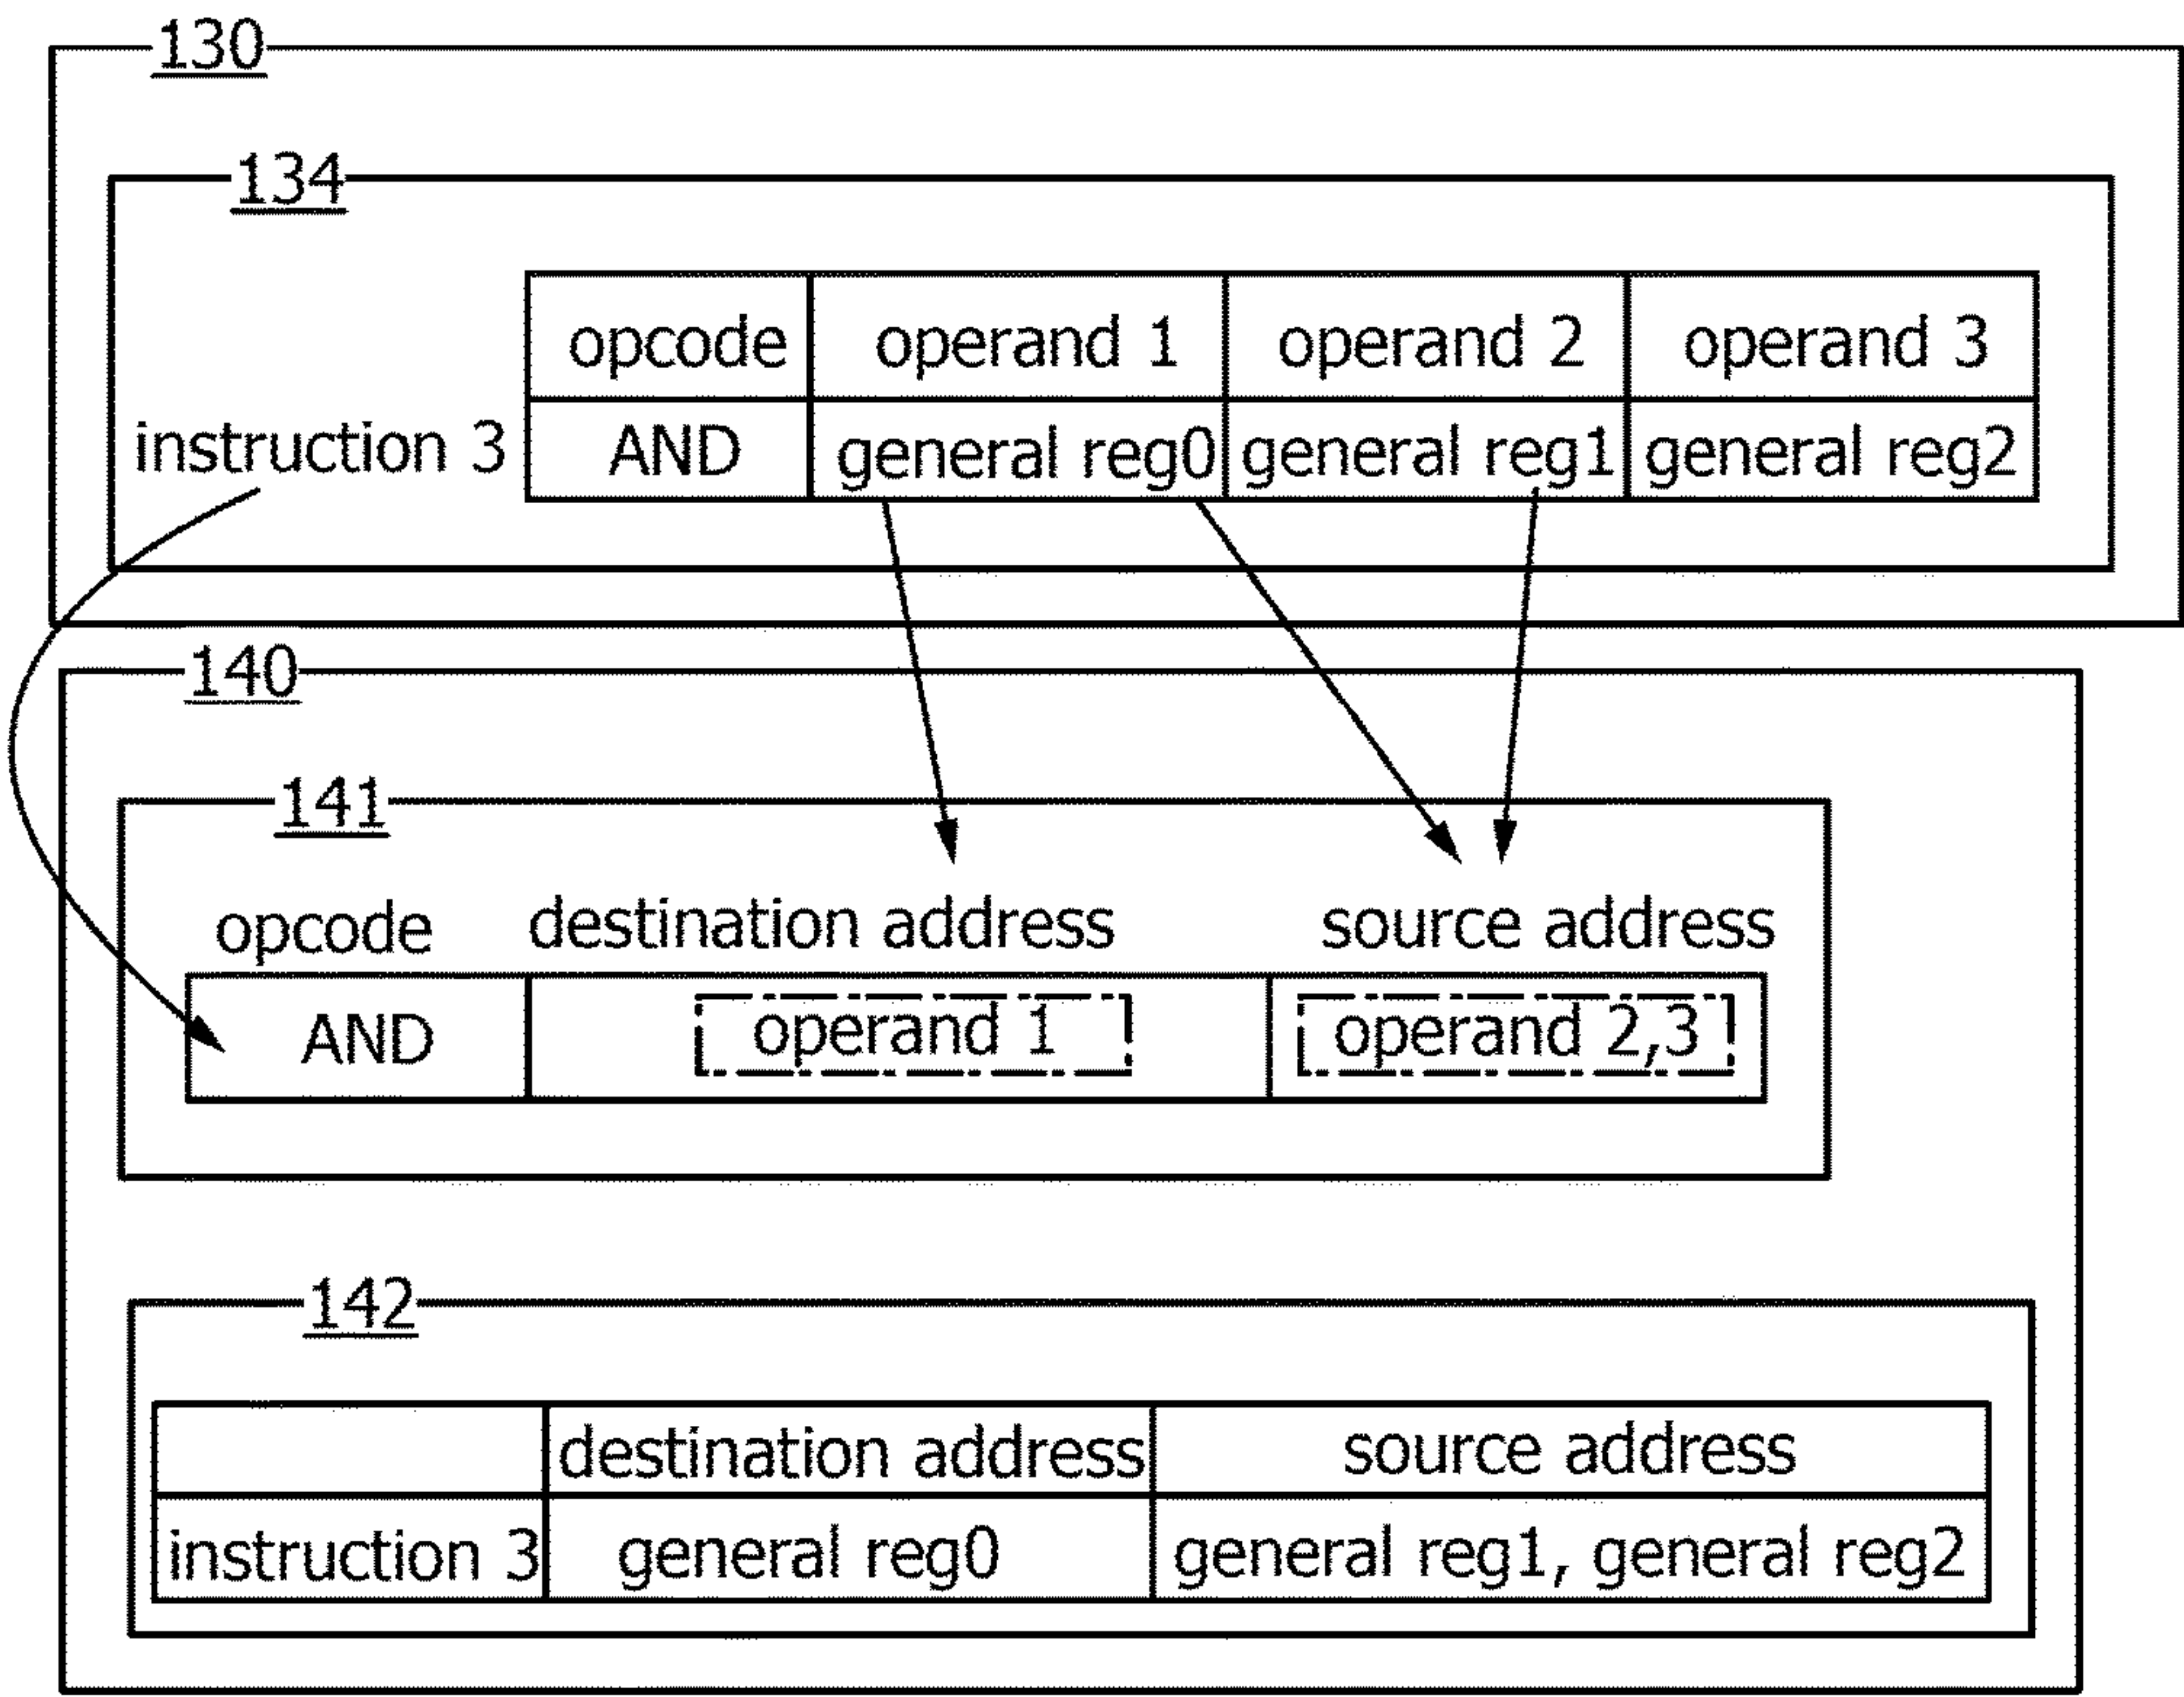 130
134
opcode operand 1 operand 2 operand 3
instruction 3 AND general reg0 general reg1 general reg2
140
141
opcode destination address source address
AND operand 1 operand 2,3
142
destination address source address
instruction 3 general reg0 general reg1, general reg2